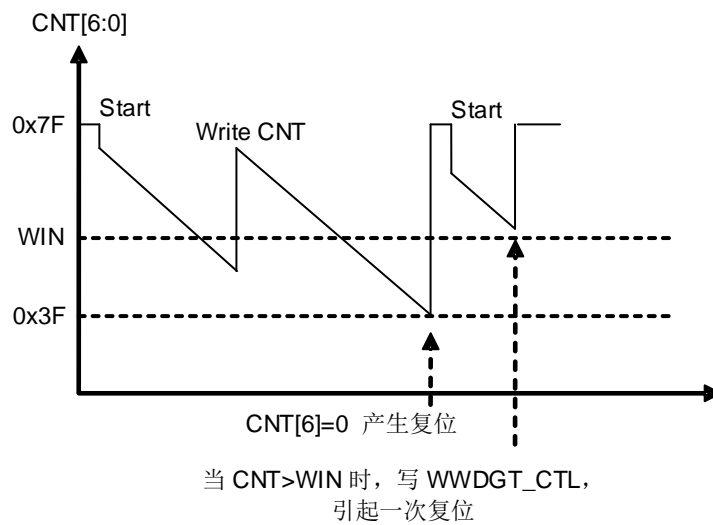 CNT[6:0]
Start
Start
0x7F
Write CNT
WIN
0x3F
CNT[6]=0 产生复位
当 CNT>WIN 时，写 WWDGT_CTL，
引起一次复位